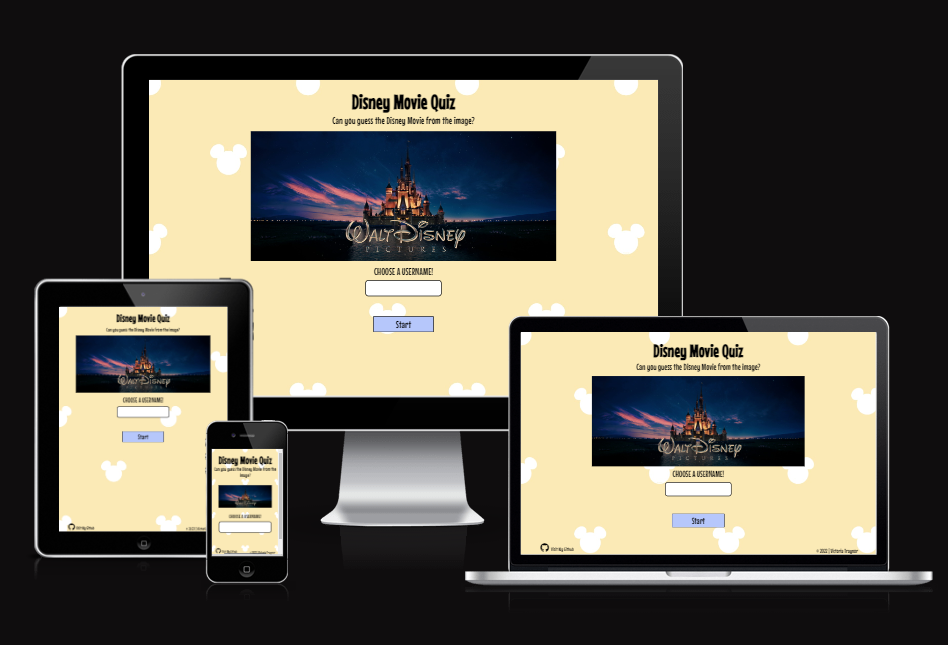 Disney Movie Quiz
Can you guess the Disney Movie from the image?
WALT DISNEY
PICTURES
CHOOSE A USERNAME!
Start
Disney Movie Quiz
Can you guess the Disney Movie from the image?
WALT DISNEY
CHOOSE A USERNAME!
Start
Visit My Github
© 2022 |
Disney Movie Quiz
Can you guess the Disney Movie from the
image?
CHOOSE A USERNAME!
Disney Movie Quiz
Can you guess the Disney Movie from the image?
WALT DISNEY
PICTURES
CHOOSE A USERNAME!
Start
Visit My Github
© 2022 | Victoria Traynor